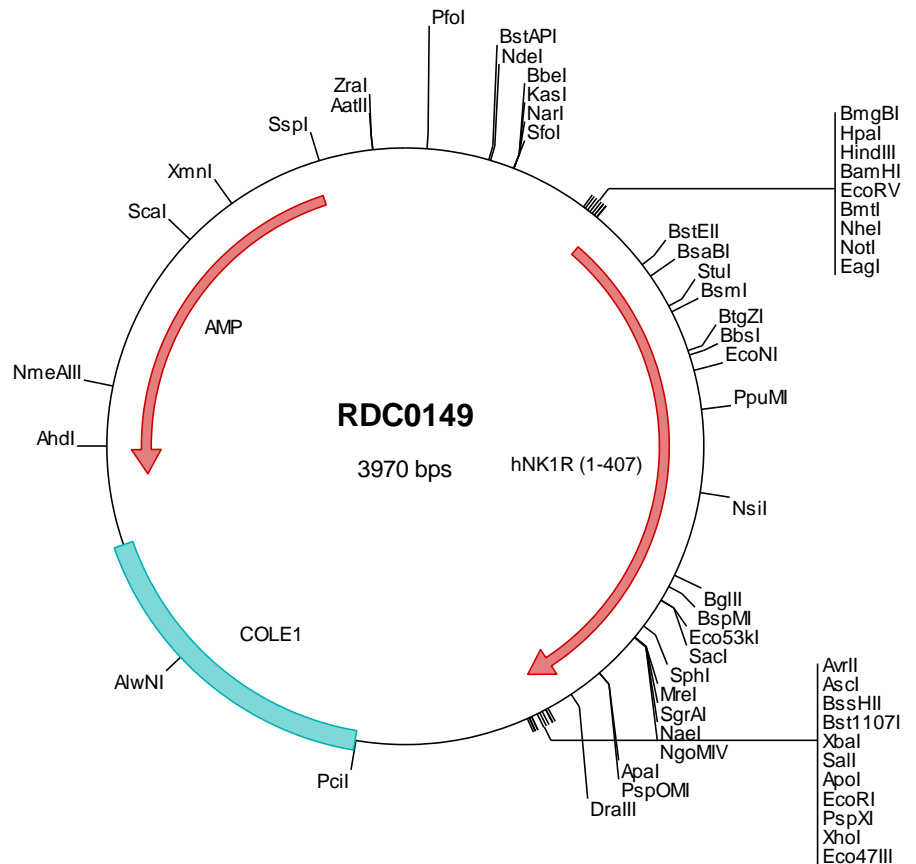 PfoI
BstAPI
NdeI
BbeI
KasI
NarI
SfoI
ZraI
AatII
SspI
XmnI
ScaI
BmgBI
HpaI
HindIII
BamHI
EcoRV
BmtI
NheI
NotI
EagI
BstEII
BsaBI
StuI
BsmI
BtgZI
BbsI
EcoNI
PpuMI
AMP
NmeAIII
AhdI
RDC0149
3970 bps
hNK1R (1-407)
NsiI
BglII
BspMI
Eco53kI
SacI
SphI
MreI
SgrAI
NaeI
NgoMIV
COLE1
AlwNI
PciI
ApaI
PspOMI
DraIII
AvrII
AscI
BssHII
Bst1107I
XbaI
SalI
ApoI
EcoRI
PspXI
XhoI
Eco47III